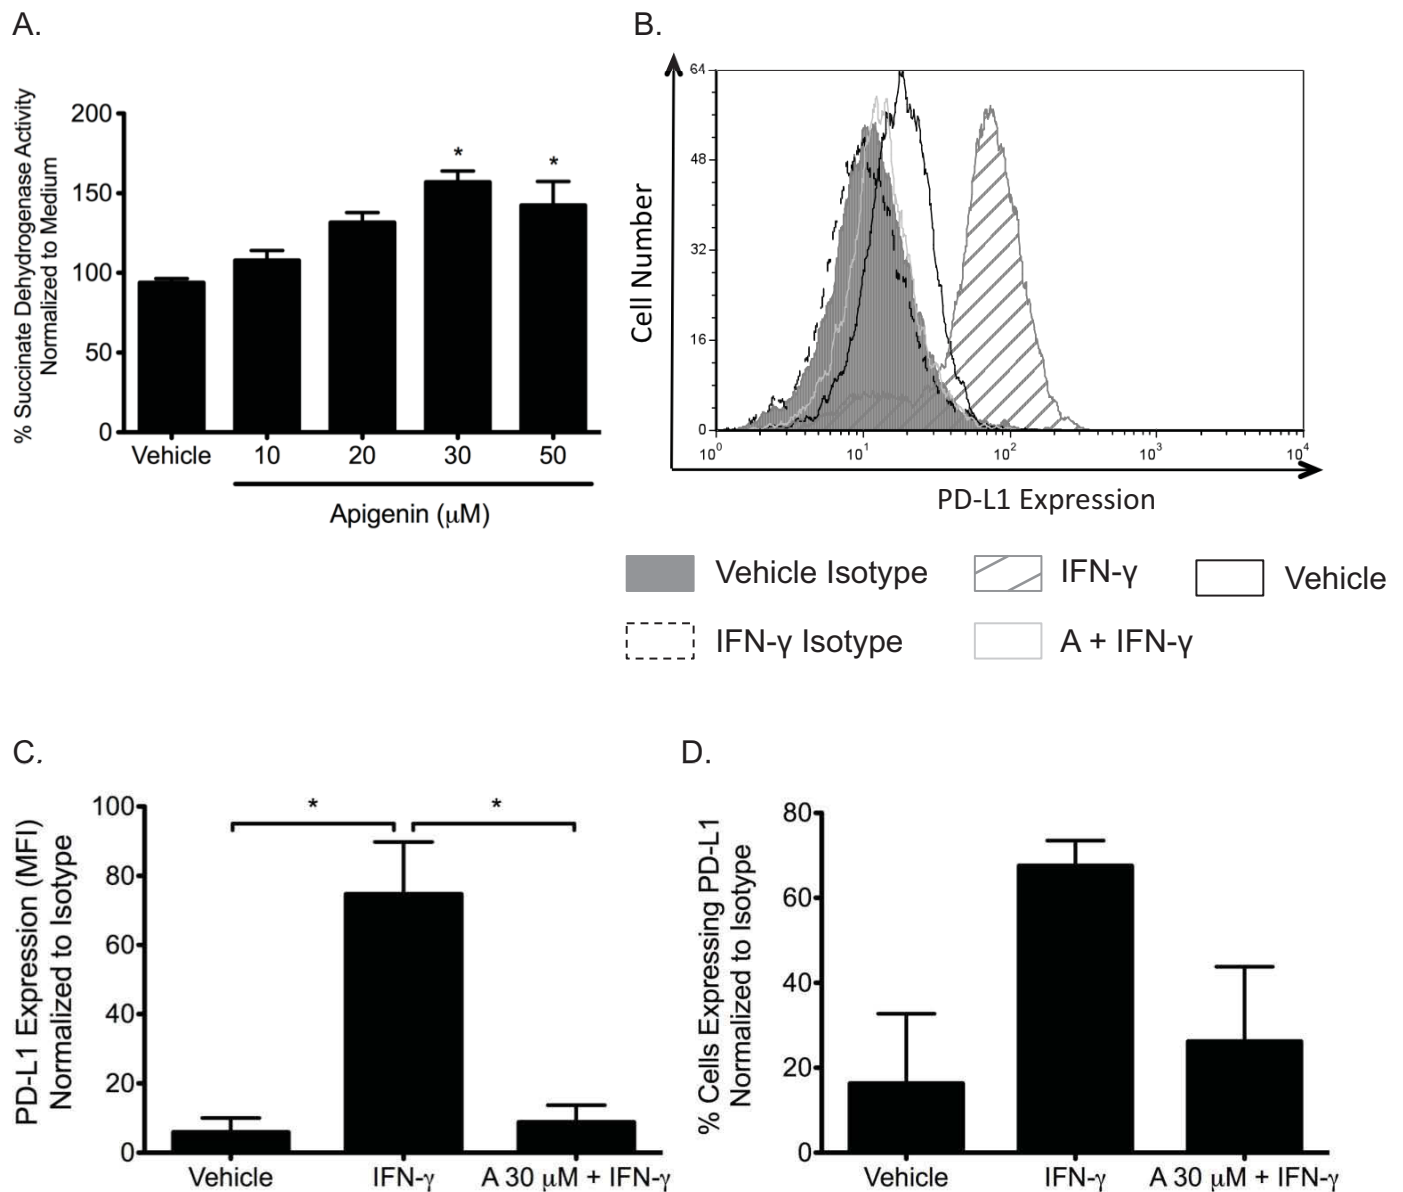 A.
% Succinate Dehydrogenase Activity
Normalized to Medium
200
150
100
50
0
* *
Vehicle 10 20 30 50
Apigenin (μM)
B.
Cell Number
64
48
32
16
0
10⁰ 10¹ 10² 10³ 10⁴
PD-L1 Expression
Vehicle Isotype IFN-γ Vehicle
IFN-γ Isotype A + IFN-γ
C.
PD-L1 Expression (MFI)
Normalized to Isotype
100
80
60
40
20
0
* *
Vehicle IFN-γ A 30 μM + IFN-γ
D.
% Cells Expressing PD-L1
Normalized to Isotype
80
60
40
20
0
Vehicle IFN-γ A 30 μM + IFN-γ